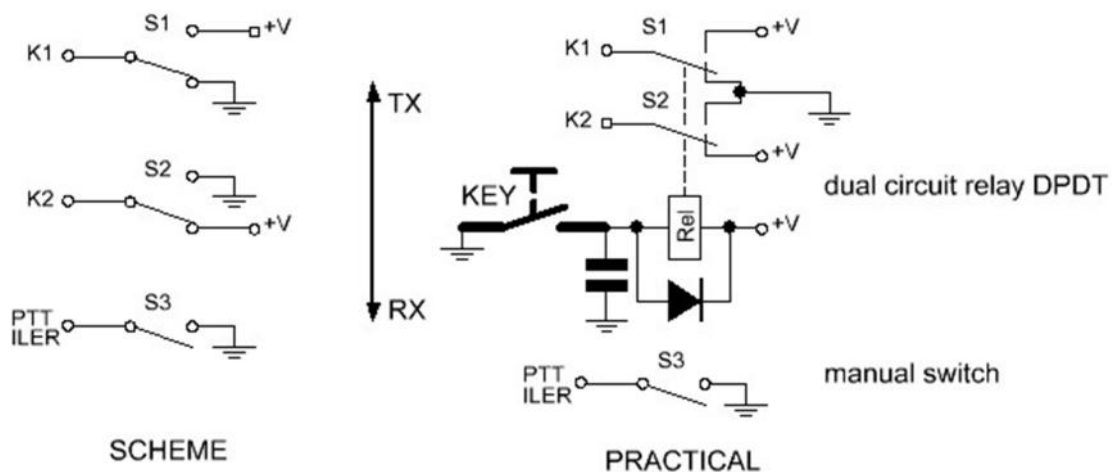 S1
+V
K1
TX
S2
K2
+V
RX
S3
PTT
ILER
SCHEME
S1
+V
K1
S2
K2
+V
dual circuit relay DPDT
KEY
Rel
+V
S3
PTT
ILER
manual switch
PRACTICAL